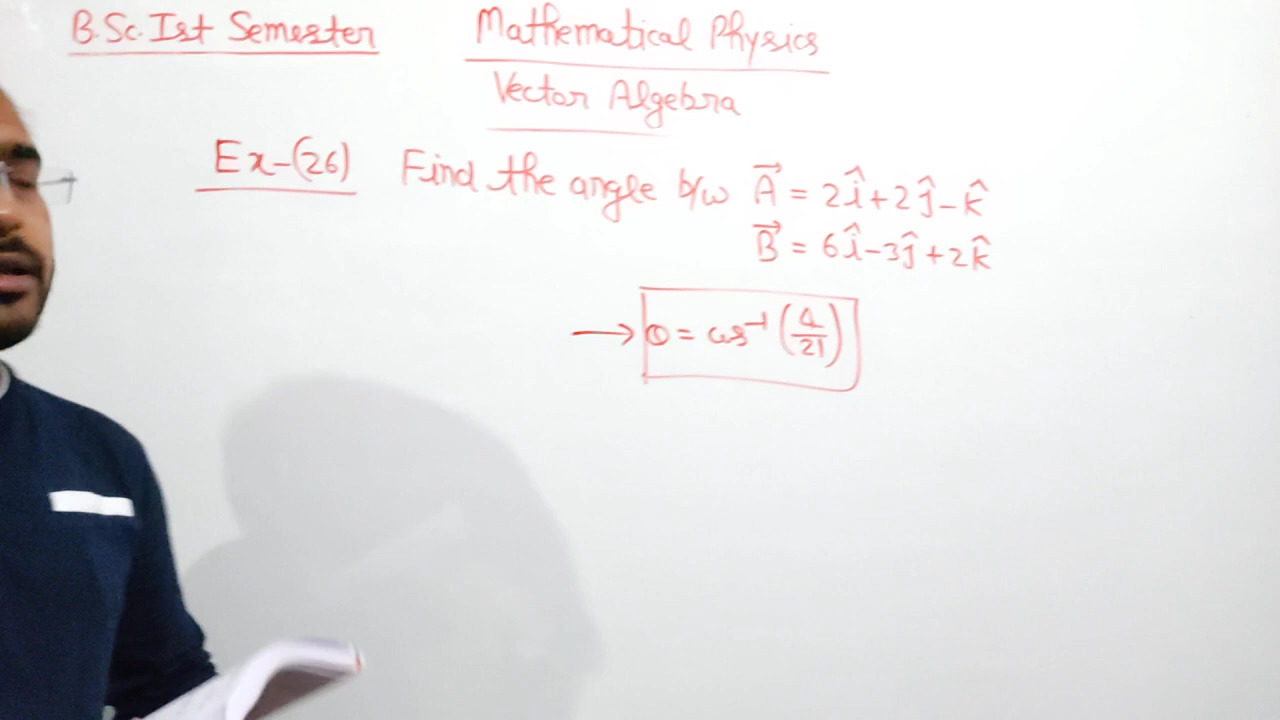 B.Sc. Ist Semester Mathematical Physics
Vector Algebra
Ex-(26) Find the angle b/w A⃗ = 2î+2ĵ-k̂
B⃗ = 6î-3ĵ+2k̂
→ θ = cos⁻¹ (4/21)